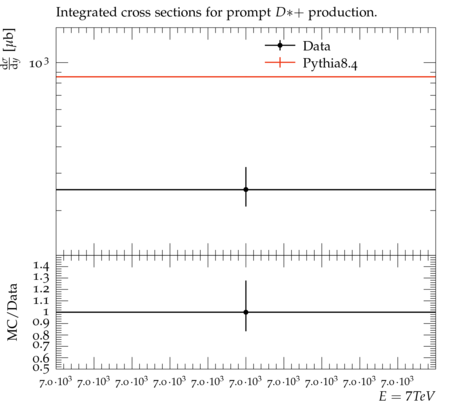 Integrated cross sections for prompt D∗+ production.
dσ/dy [μb]
Data
Pythia8.4
10³
MC/Data
1.4
1.3
1.2
1.1
1
0.9
0.8
0.7
0.6
0.5
7.0·10³ 7.0·10³ 7.0·10³ 7.0·10³ 7.0·10³ 7.0·10³ 7.0·10³ 7.0·10³ 7.0·10³ 7.0·10³
E = 7TeV